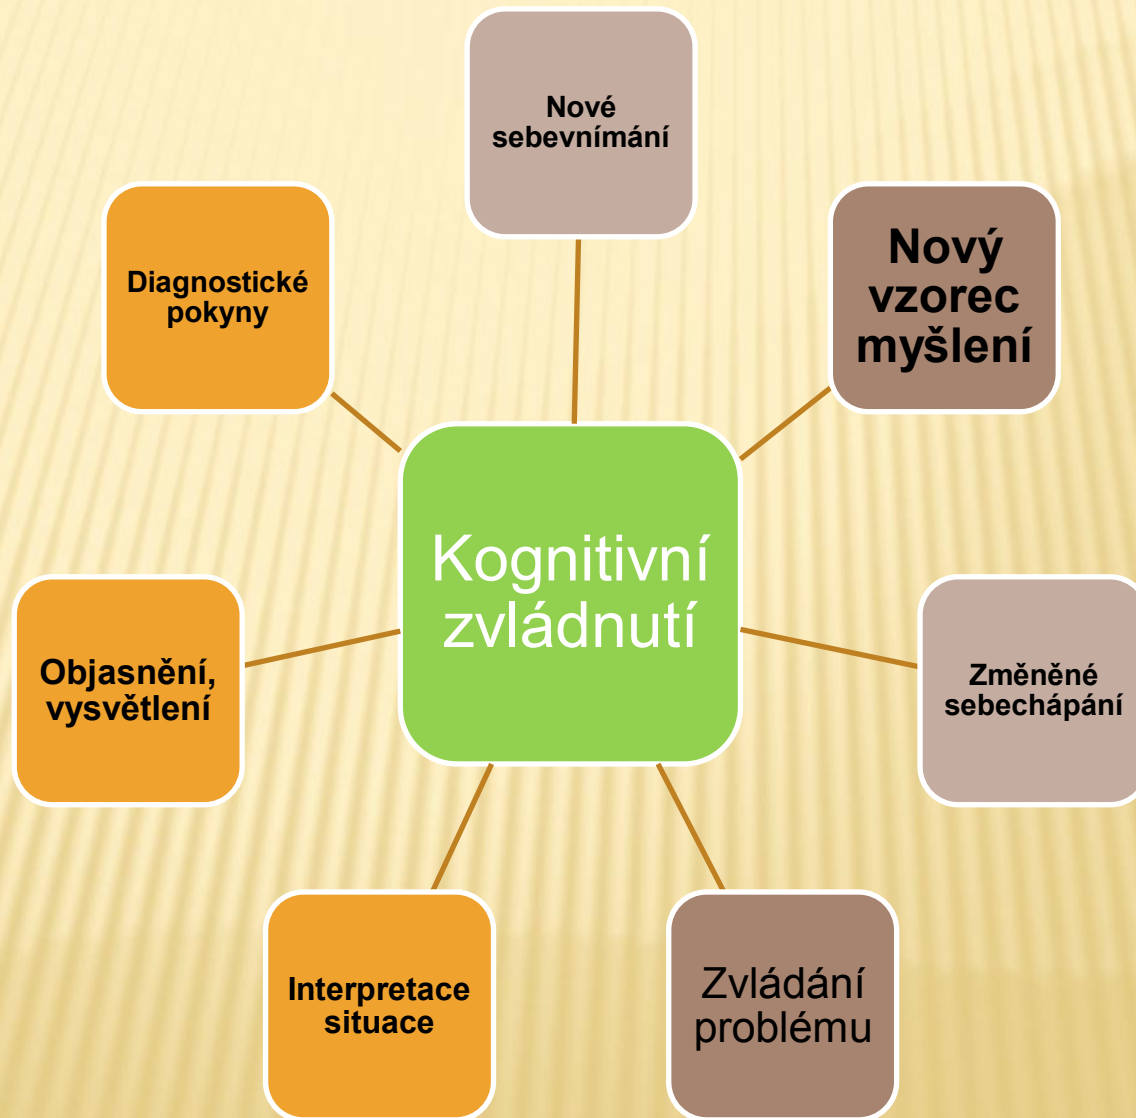 Nové
sebevnímání
Nový
vzorec
myšlení
Diagnostické
pokyny
Kognitivní
zvládnutí
Objasnění,
vysvětlení
Změněné
sebechápání
Interpretace
situace
Zvládání
problému